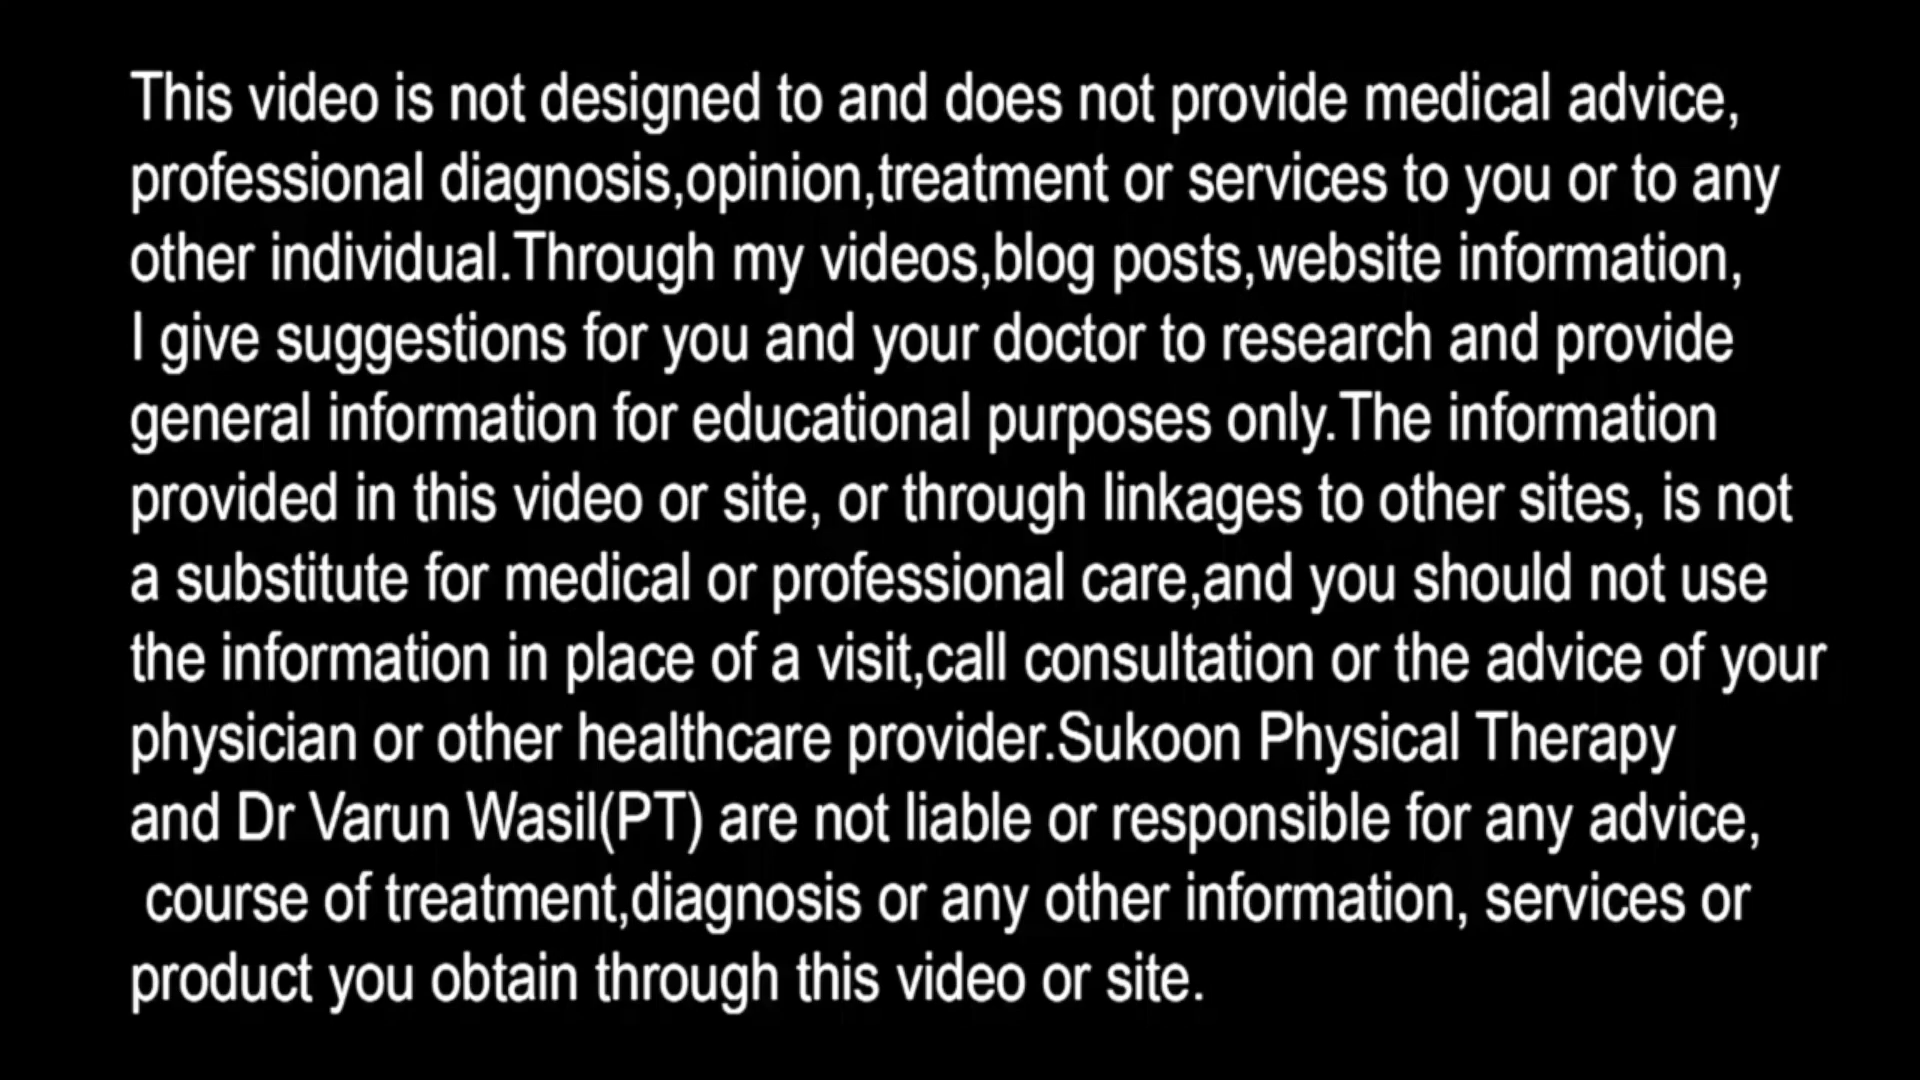 This video is not designed to and does not provide medical advice,
professional diagnosis,opinion,treatment or services to you or to any
other individual.Through my videos,blog posts,website information,
I give suggestions for you and your doctor to research and provide
general information for educational purposes only.The information
provided in this video or site, or through linkages to other sites, is not
a substitute for medical or professional care,and you should not use
the information in place of a visit,call consultation or the advice of your
physician or other healthcare provider.Sukoon Physical Therapy
and Dr Varun Wasil(PT) are not liable or responsible for any advice,
course of treatment,diagnosis or any other information, services or
product you obtain through this video or site.